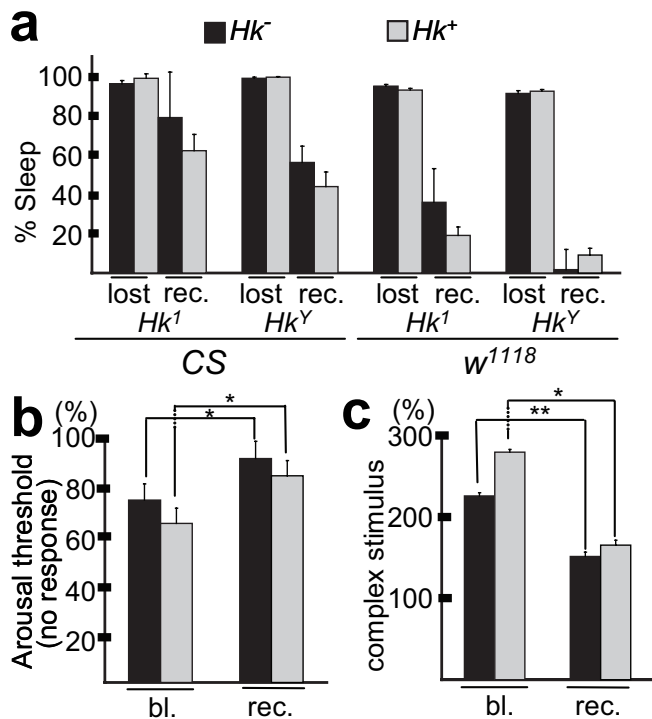 a
Hk- Hk+
% Sleep
100
80
60
40
20
lost rec. lost rec. lost rec. lost rec.
Hk1 HkY Hk1 HkY
CS w1118
b
(%)
Arousal threshold
(no response)
100
80
60
40
20
* *
bl. rec.
c
(%)
complex stimulus
300
200
100
** *
bl. rec.